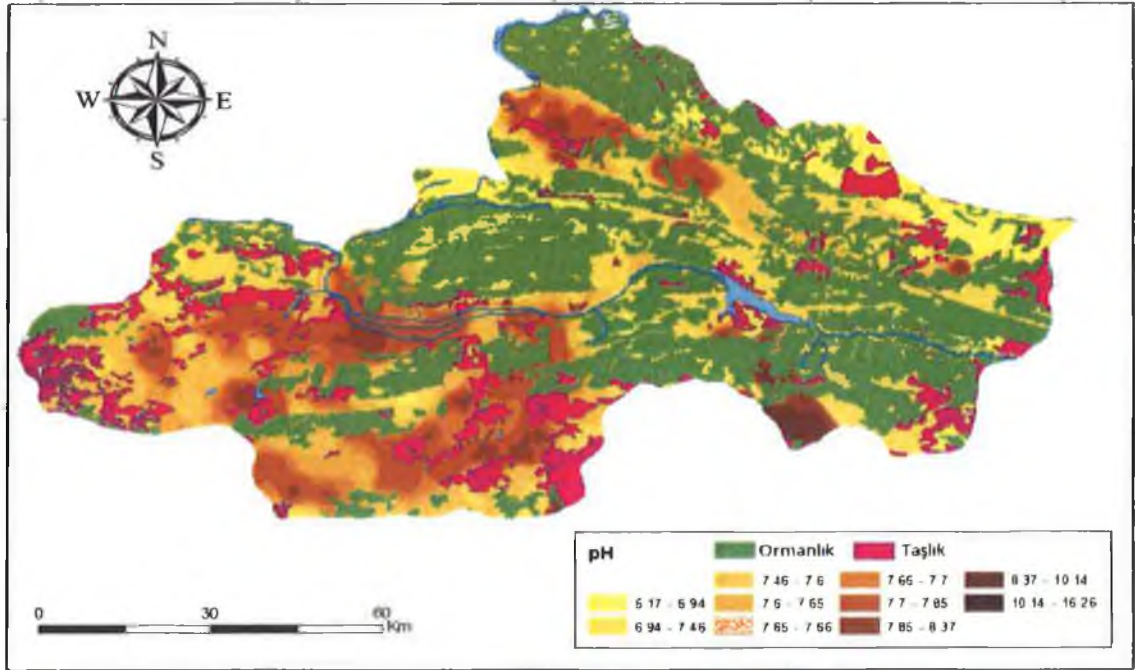 N
W E
S
pH
Ormanlık Taşlık
7 46 - 7 6 7 66 - 7 7 8 37 - 10 14
5 17 - 6 94 7 6 - 7 65 7 7 - 7 85 10 14 - 16 26
6 94 - 7 46 7 65 - 7 66 7 85 - 8 37
0 30 60
Km